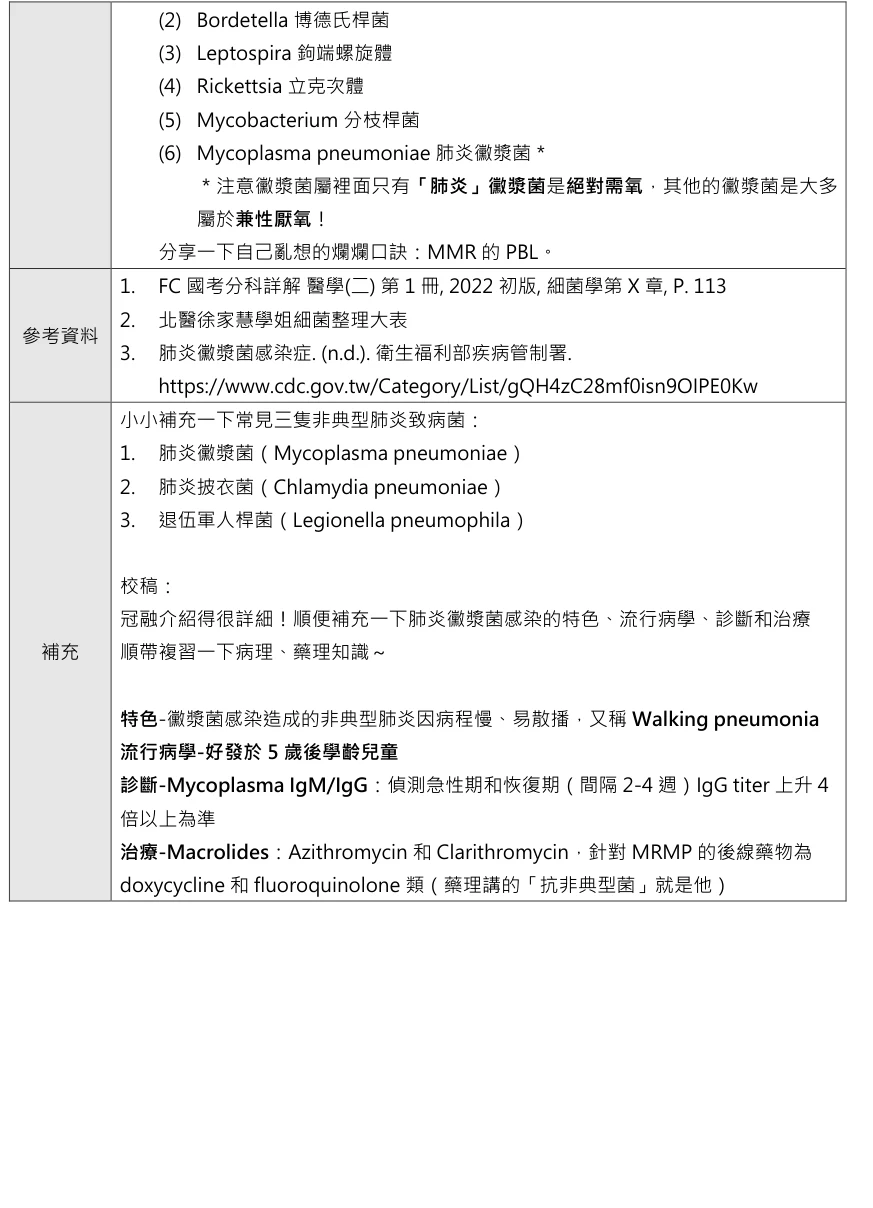 (2) Bordetella 博德氏桿菌
(3) Leptospira 鉤端螺旋體
(4) Rickettsia 立克次體
(5) Mycobacterium 分枝桿菌
(6) Mycoplasma pneumoniae 肺炎黴漿菌 *
* 注意黴漿菌屬裡面只有「肺炎」黴漿菌是絕對需氧，其他的黴漿菌是大多
屬於兼性厭氧！
分享一下自己亂想的爛爛口訣：MMR 的 PBL。
參考資料
1. FC 國考分科詳解 醫學(二) 第 1 冊, 2022 初版, 細菌學第 X 章, P. 113
2. 北醫徐家慧學姐細菌整理大表
3. 肺炎黴漿菌感染症. (n.d.). 衛生福利部疾病管制署.
https://www.cdc.gov.tw/Category/List/gQH4zC28mf0isn9OIPE0Kw
補充
小小補充一下常見三隻非典型肺炎致病菌：
1. 肺炎黴漿菌（Mycoplasma pneumoniae）
2. 肺炎披衣菌（Chlamydia pneumoniae）
3. 退伍軍人桿菌（Legionella pneumophila）
校稿：
冠融介紹得很詳細！順便補充一下肺炎黴漿菌感染的特色、流行病學、診斷和治療
順帶複習一下病理、藥理知識～
特色-黴漿菌感染造成的非典型肺炎因病程慢、易散播，又稱 Walking pneumonia
流行病學-好發於 5 歲後學齡兒童
診斷-Mycoplasma IgM/IgG：偵測急性期和恢復期（間隔 2-4 週）IgG titer 上升 4
倍以上為準
治療-Macrolides：Azithromycin 和 Clarithromycin，針對 MRMP 的後線藥物為
doxycycline 和 fluoroquinolone 類（藥理講的「抗非典型菌」就是他）